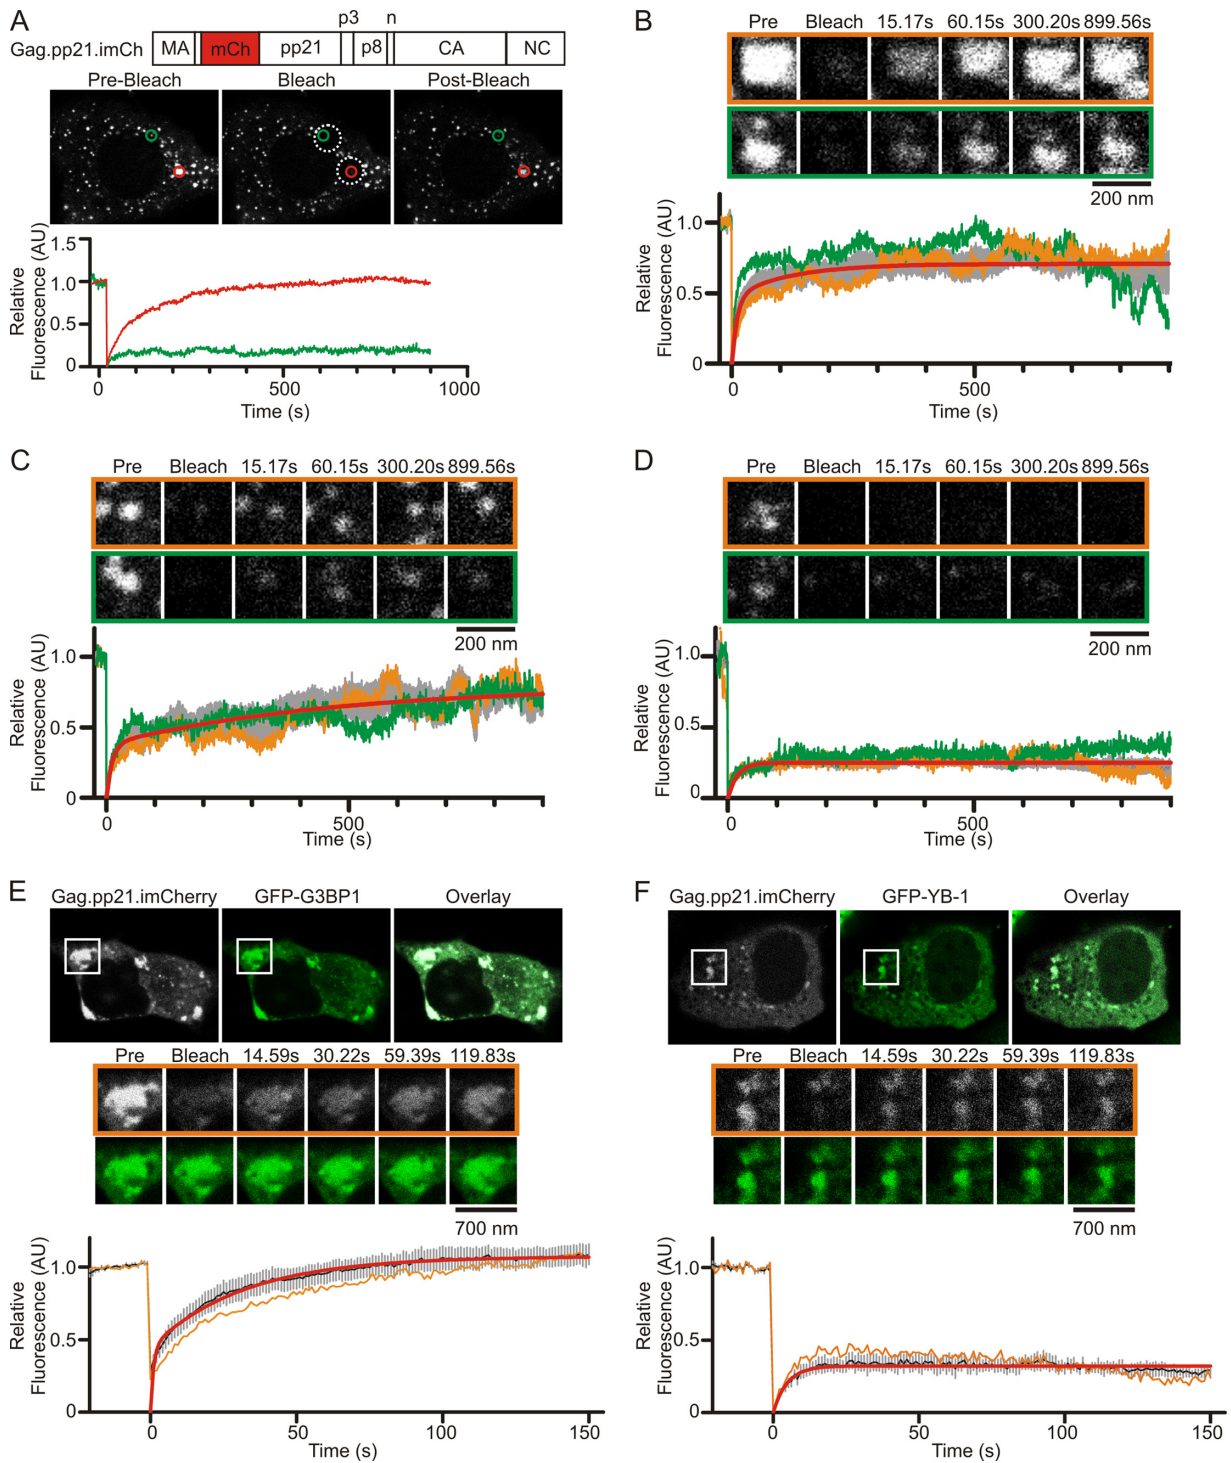 A
p3 n
Gag.pp21.imCh MA mCh pp21 p8 CA NC
Pre-Bleach Bleach Post-Bleach
Relative
Fluorescence (AU)
1.5
1.0
0.5
0
0 500 1000
Time (s)
B
Pre Bleach 15.17s 60.15s 300.20s 899.56s
200 nm
Relative
Fluorescence (AU)
1.0
0.5
0
0 500
Time (s)
C
Pre Bleach 15.17s 60.15s 300.20s 899.56s
200 nm
Relative
Fluorescence (AU)
1.0
0.5
0
0 500
Time (s)
D
Pre Bleach 15.17s 60.15s 300.20s 899.56s
200 nm
Relative
Fluorescence (AU)
1.0
0.5
0
0 500
Time (s)
E
Gag.pp21.imCherry GFP-G3BP1 Overlay
Pre Bleach 14.59s 30.22s 59.39s 119.83s
700 nm
Relative
Fluorescence (AU)
1.0
0.5
0
0 50 100 150
Time (s)
F
Gag.pp21.imCherry GFP-YB-1 Overlay
Pre Bleach 14.59s 30.22s 59.39s 119.83s
700 nm
Relative
Fluorescence (AU)
1.0
0.5
0
0 50 100 150
Time (s)